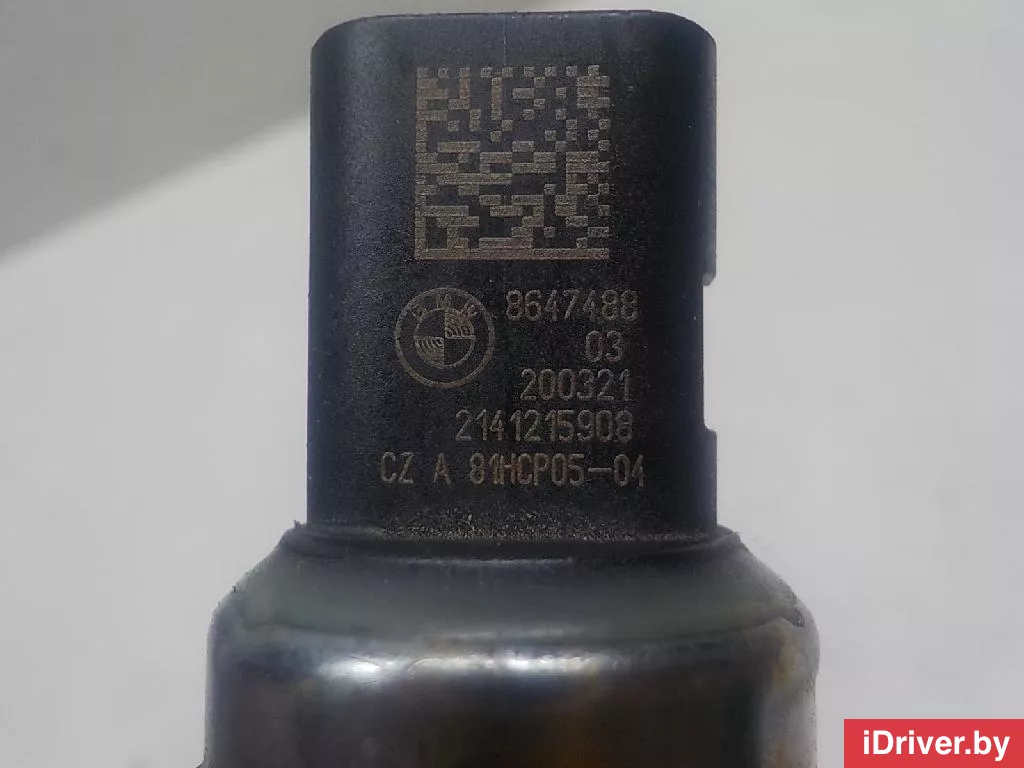 BMW
8647488
03
200321
2141215908
CZ A 81HCP05-04
iDriver.by